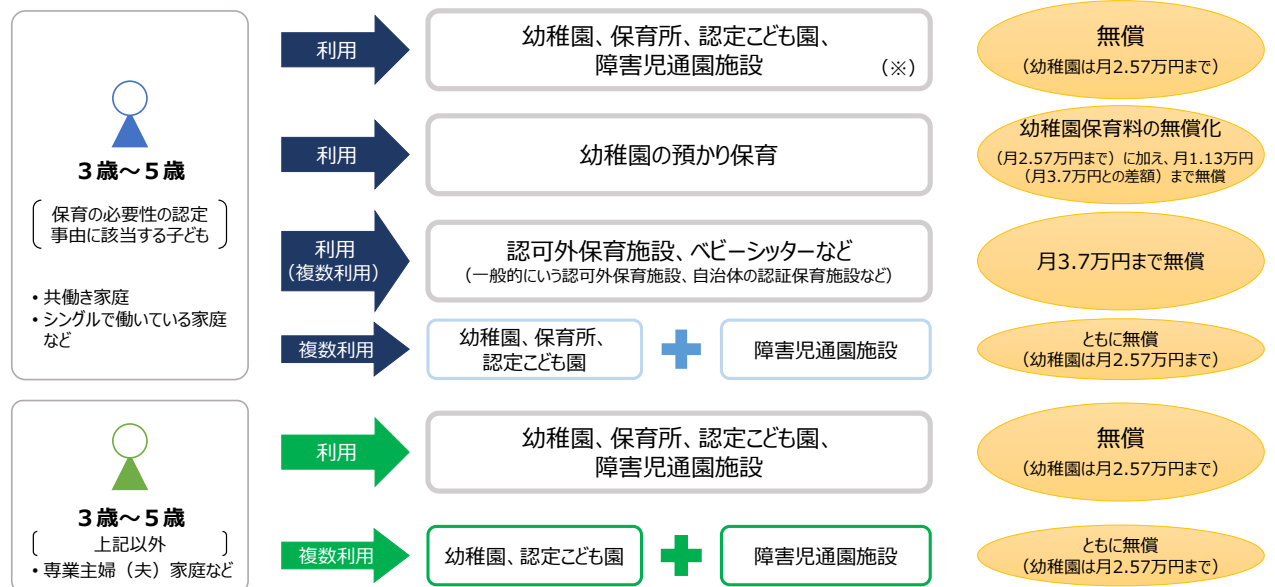 ３歳～５歳
保育の必要性の認定
事由に該当する子ども
・共働き家庭
・シングルで働いている家庭
など
利用
幼稚園、保育所、認定こども園、
障害児通園施設
（※）
無償
（幼稚園は月2.57万円まで）
利用
幼稚園の預かり保育
幼稚園保育料の無償化
（月2.57万円まで）に加え、月1.13万円
（月3.7万円との差額）まで無償
利用
（複数利用）
認可外保育施設、ベビーシッターなど
（一般的にいう認可外保育施設、自治体の認証保育施設など）
月3.7万円まで無償
複数利用
幼稚園、保育所、
認定こども園
障害児通園施設
ともに無償
（幼稚園は月2.57万円まで）
３歳～５歳
上記以外
・専業主婦（夫）家庭など
利用
幼稚園、保育所、認定こども園、
障害児通園施設
無償
（幼稚園は月2.57万円まで）
複数利用
幼稚園、認定こども園
障害児通園施設
ともに無償
（幼稚園は月2.57万円まで）